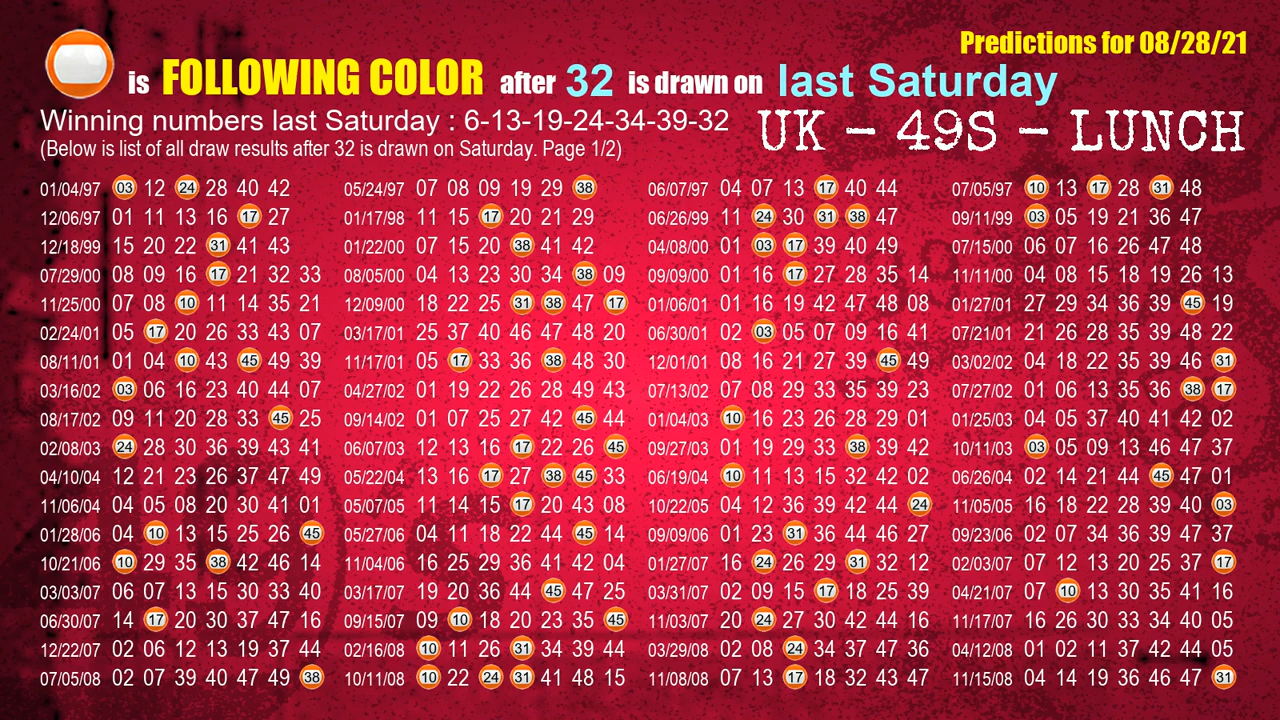 Predictions for 08/28/21
is FOLLOWING COLOR after 32 is drawn on last Saturday
Winning numbers last Saturday : 6-13-19-24-34-39-32
UK - 49S - LUNCH
(Below is list of all draw results after 32 is drawn on Saturday. Page 1/2)
01/04/97 03 12 24 28 40 42 05/24/97 07 08 09 19 29 38 06/07/97 04 07 13 17 40 44 07/05/97 10 13 17 28 31 48
12/06/97 01 11 13 16 17 27 01/17/98 11 15 17 20 21 29 06/26/99 11 24 30 31 38 47 09/11/99 03 05 19 21 36 47
12/18/99 15 20 22 31 41 43 01/22/00 07 15 20 38 41 42 04/08/00 01 03 17 39 40 49 07/15/00 06 07 16 26 47 48
07/29/00 08 09 16 17 21 32 33 08/05/00 04 13 23 30 34 38 09 09/09/00 01 16 17 27 28 35 14 11/11/00 04 08 15 18 19 26 13
11/25/00 07 08 10 11 14 35 21 12/09/00 18 22 25 31 38 47 17 01/06/01 01 16 19 42 47 48 08 01/27/01 27 29 34 36 39 45 19
02/24/01 05 17 20 26 33 43 07 03/17/01 25 37 40 46 47 48 20 06/30/01 02 03 05 07 09 16 41 07/21/01 21 26 28 35 39 48 22
08/11/01 01 04 10 43 45 49 39 11/17/01 05 17 33 36 38 48 30 12/01/01 08 16 21 27 39 45 49 03/02/02 04 18 22 35 39 46 31
03/16/02 03 06 16 23 40 44 07 04/27/02 01 19 22 26 28 49 43 07/13/02 07 08 29 33 35 39 23 07/27/02 01 06 13 35 36 38 17
08/17/02 09 11 20 28 33 45 25 09/14/02 01 07 25 27 42 45 44 01/04/03 10 16 23 26 28 29 01 01/25/03 04 05 37 40 41 42 02
02/08/03 24 28 30 36 39 43 41 06/07/03 12 13 16 17 22 26 45 09/27/03 01 19 29 33 38 39 42 10/11/03 03 05 09 13 46 47 37
04/10/04 12 21 23 26 37 47 49 05/22/04 13 16 17 27 38 45 33 06/19/04 10 11 13 15 32 42 02 06/26/04 02 14 21 44 45 47 01
11/06/04 04 05 08 20 30 41 01 05/07/05 11 14 15 17 20 43 08 10/22/05 04 12 36 39 42 44 24 11/05/05 16 18 22 28 39 40 03
01/28/06 04 10 13 15 25 26 45 05/27/06 04 11 18 22 44 45 14 09/09/06 01 23 31 36 44 46 27 09/23/06 02 07 34 36 39 47 37
10/21/06 10 29 35 38 42 46 14 11/04/06 16 25 29 36 41 42 04 01/27/07 16 24 26 29 31 32 12 02/03/07 07 12 13 20 25 37 17
03/03/07 06 07 13 15 30 33 40 03/17/07 19 20 36 44 45 47 25 03/31/07 02 09 15 17 18 25 39 04/21/07 07 10 13 30 35 41 16
06/30/07 14 17 20 30 37 47 16 09/15/07 09 10 18 20 23 35 45 11/03/07 20 24 27 30 42 44 16 11/17/07 16 26 30 33 34 40 05
12/22/07 02 06 12 13 19 37 44 02/16/08 10 11 26 31 34 39 44 03/29/08 02 08 24 34 37 47 36 04/12/08 01 02 11 37 42 44 05
07/05/08 02 07 39 40 47 49 38 10/11/08 10 22 24 31 41 48 15 11/08/08 07 13 17 18 32 43 47 11/15/08 04 14 19 36 46 47 31